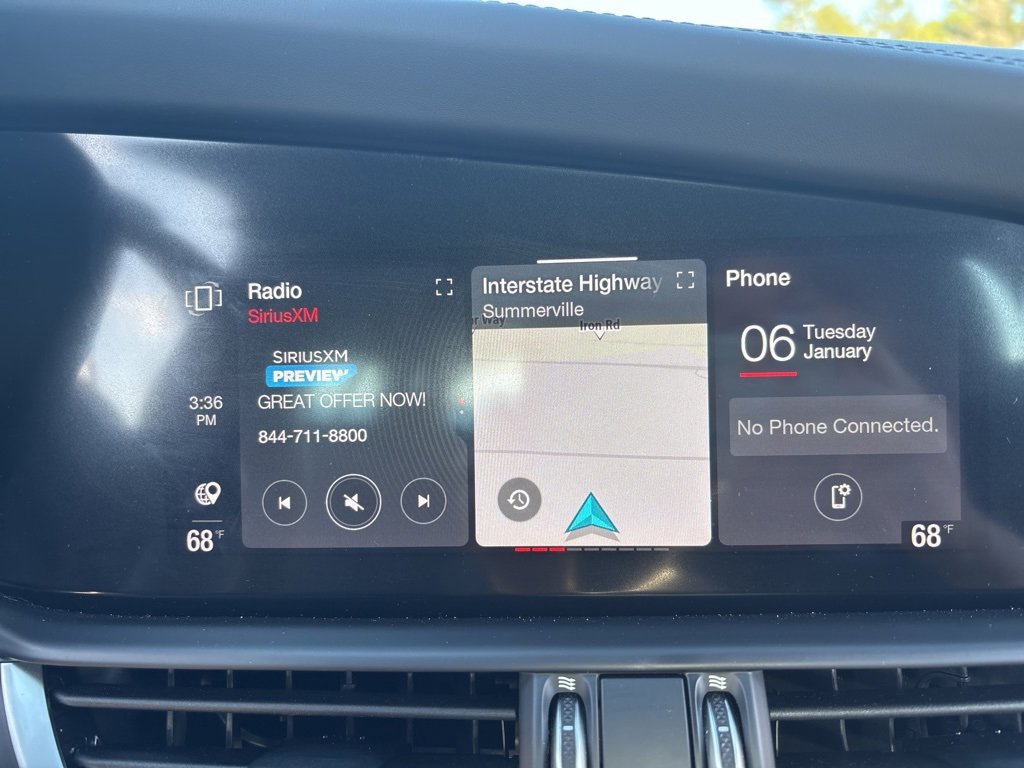 Radio
SiriusXM
SIRIUSXM
PREVIEW
GREAT OFFER NOW!
844-711-8800
3:36
PM
68°F
Interstate Highway
Summerville
Way
Iron Rd
Phone
06
Tuesday
January
No Phone Connected.
68°F